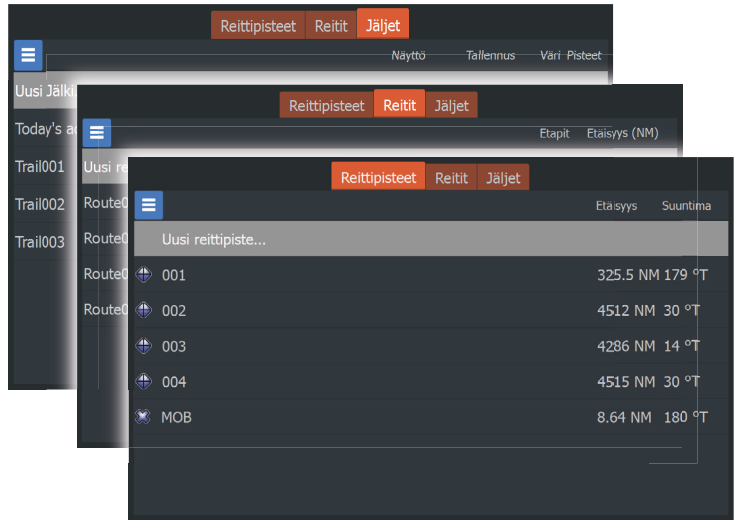 Reittipisteet Reitit Jäljet
Näyttö Tallennus Väri Pisteet
Uusi Jälki
Today's a
Trail001
Trail002
Trail003
Reittipisteet Reitit Jäljet
Etapit Etäisyys (NM)
Uusi re
Route0
Route0
Route0
Route0
Reittipisteet Reitit Jäljet
Etäisyys Suuntima
Uusi reittipiste...
001 325.5 NM 179 °T
002 4512 NM 30 °T
003 4286 NM 14 °T
004 4515 NM 30 °T
MOB 8.64 NM 180 °T